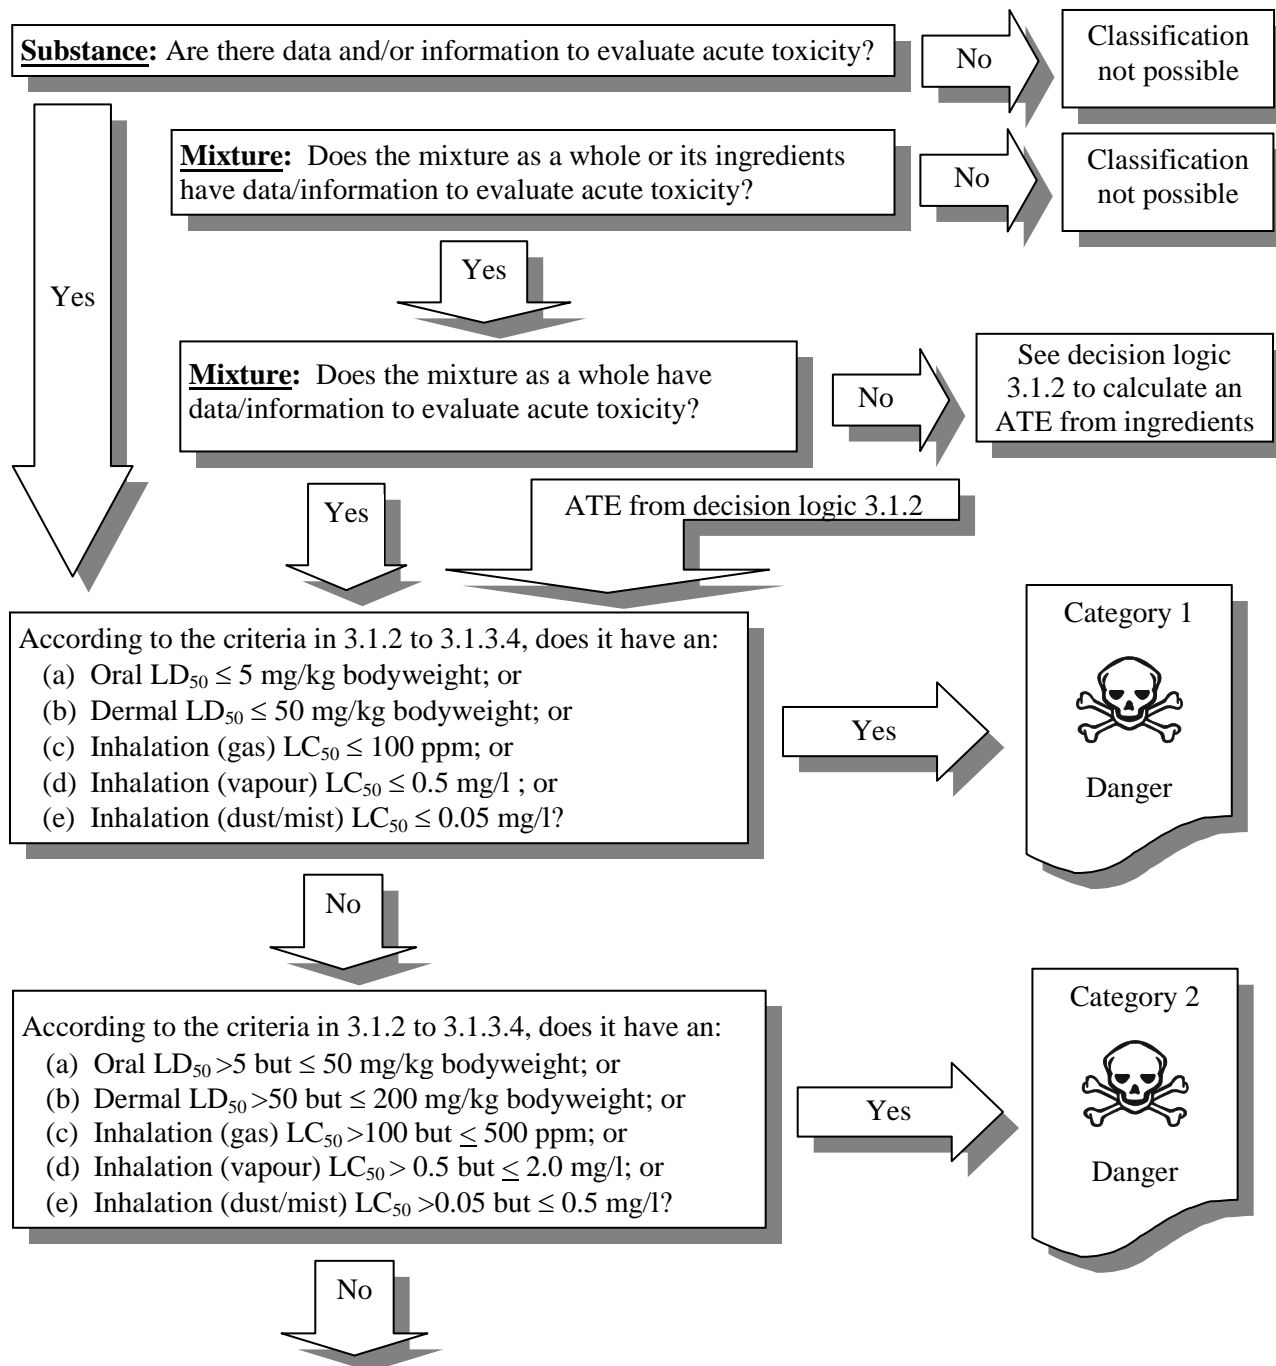 Substance: Are there data and/or information to evaluate acute toxicity?
No
Classification
not possible
Mixture: Does the mixture as a whole or its ingredients
have data/information to evaluate acute toxicity?
No
Classification
not possible
Yes
Yes
Mixture: Does the mixture as a whole have
data/information to evaluate acute toxicity?
No
See decision logic
3.1.2 to calculate an
ATE from ingredients
Yes
ATE from decision logic 3.1.2
According to the criteria in 3.1.2 to 3.1.3.4, does it have an:
(a) Oral LD50 ≤ 5 mg/kg bodyweight; or
(b) Dermal LD50 ≤ 50 mg/kg bodyweight; or
(c) Inhalation (gas) LC50 ≤ 100 ppm; or
(d) Inhalation (vapour) LC50 ≤ 0.5 mg/l ; or
(e) Inhalation (dust/mist) LC50 ≤ 0.05 mg/l?
Yes
Category 1
Danger
No
According to the criteria in 3.1.2 to 3.1.3.4, does it have an:
(a) Oral LD50 >5 but ≤ 50 mg/kg bodyweight; or
(b) Dermal LD50 >50 but ≤ 200 mg/kg bodyweight; or
(c) Inhalation (gas) LC50 >100 but ≤ 500 ppm; or
(d) Inhalation (vapour) LC50 > 0.5 but ≤ 2.0 mg/l; or
(e) Inhalation (dust/mist) LC50 >0.05 but ≤ 0.5 mg/l?
Yes
Category 2
Danger
No